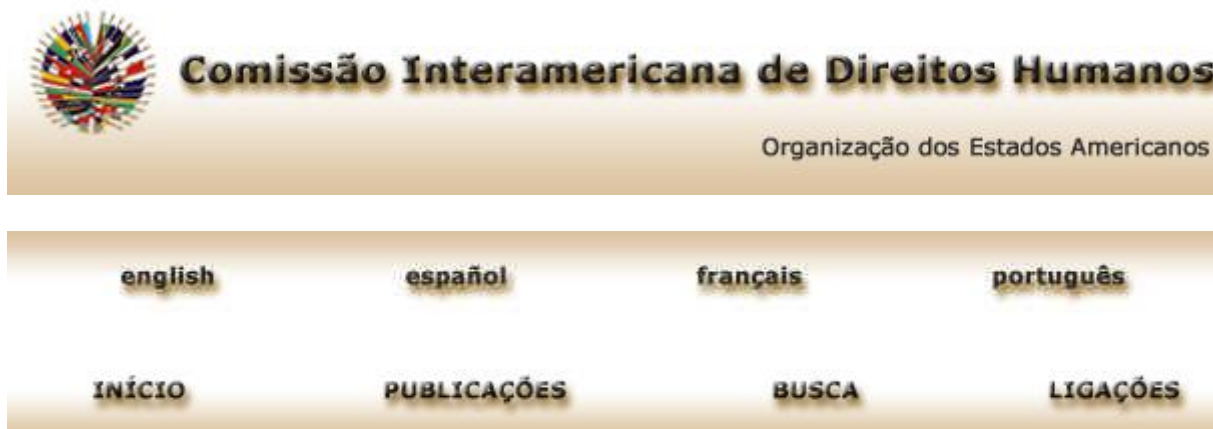 Comissão Interamericana de Direitos Humanos
Organização dos Estados Americanos
english español français português
INÍCIO PUBLICAÇÕES BUSCA LIGAÇÕES